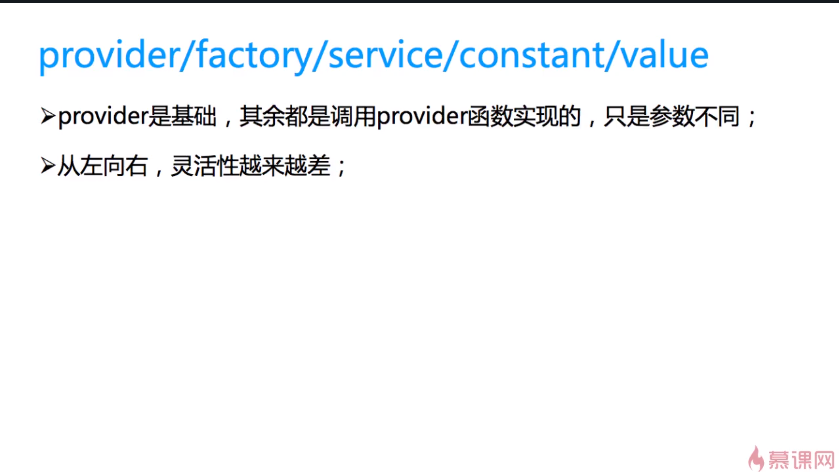 provider/factory/service/constant/value
➢provider是基础，其余都是调用provider函数实现的，只是参数不同；
➢从左向右，灵活性越来越差；
慕课网